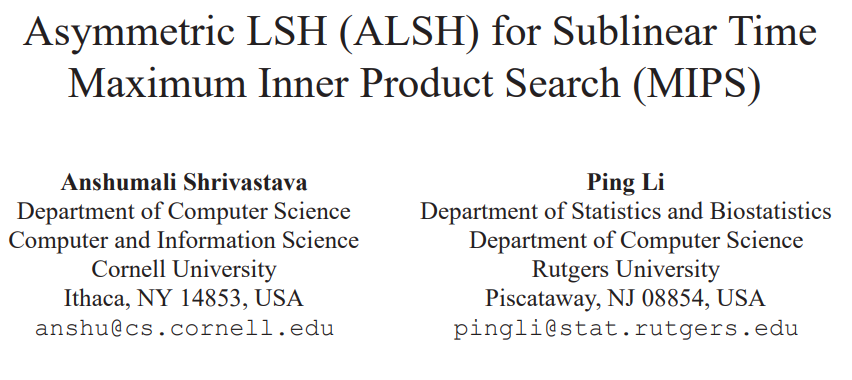 Asymmetric LSH (ALSH) for Sublinear Time
Maximum Inner Product Search (MIPS)
Anshumali Shrivastava
Department of Computer Science
Computer and Information Science
Cornell University
Ithaca, NY 14853, USA
anshu@cs.cornell.edu
Ping Li
Department of Statistics and Biostatistics
Department of Computer Science
Rutgers University
Piscataway, NJ 08854, USA
pingli@stat.rutgers.edu